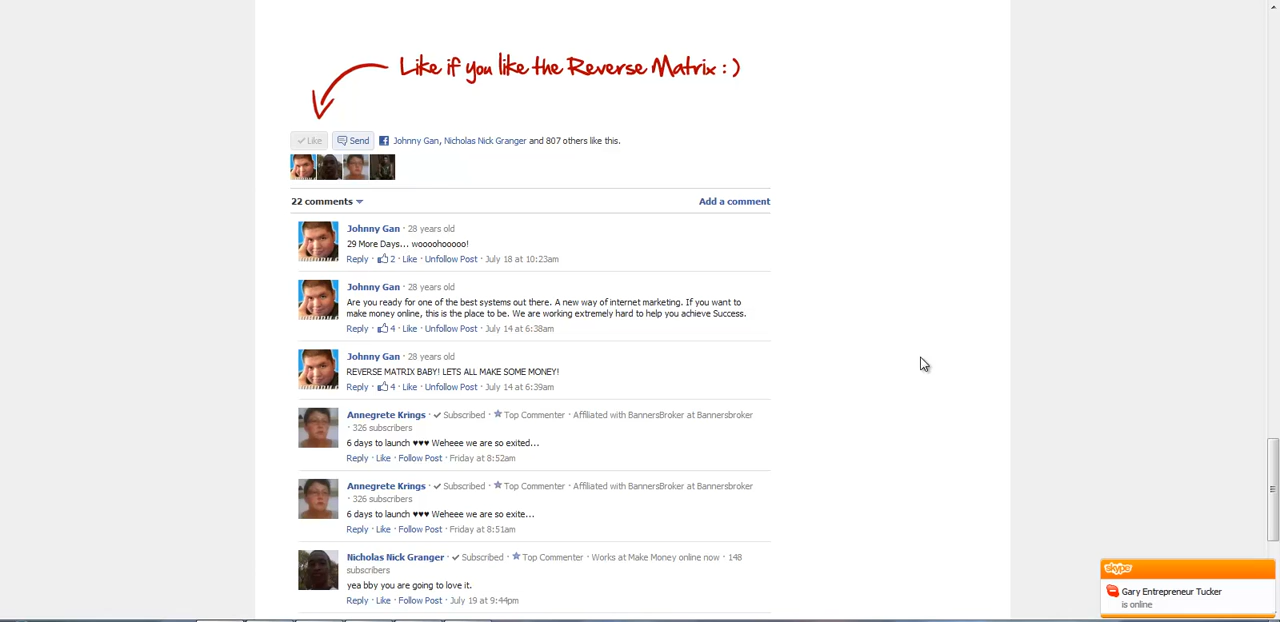 Like if you like the Reverse Matrix : )
Like Send Johnny Gan, Nicholas Nick Granger and 807 others like this.
22 comments Add a comment
Johnny Gan · 28 years old
29 More Days... woooohooooo!
Reply · 2 · Like · Unfollow Post · July 18 at 10:23am
Johnny Gan · 28 years old
Are you ready for one of the best systems out there. A new way of internet marketing. If you want to
make money online, this is the place to be. We are working extremely hard to help you achieve Success.
Reply · 4 · Like · Unfollow Post · July 14 at 6:38am
Johnny Gan · 28 years old
REVERSE MATRIX BABY! LETS ALL MAKE SOME MONEY!
Reply · 4 · Like · Unfollow Post · July 14 at 6:39am
Annegrete Krings · ✓ Subscribed · ★ Top Commenter · Affiliated with BannersBroker at Bannersbroker
· 326 subscribers
6 days to launch ♥♥♥ Weheee we are so exited...
Reply · Like · Follow Post · Friday at 8:52am
Annegrete Krings · ✓ Subscribed · ★ Top Commenter · Affiliated with BannersBroker at Bannersbroker
· 326 subscribers
6 days to launch ♥♥♥ Weheee we are so exite...
Reply · Like · Follow Post · Friday at 8:51am
Nicholas Nick Granger · ✓ Subscribed · ★ Top Commenter · Works at Make Money online now · 148
subscribers
yea bby you are going to love it.
Reply · Like · Follow Post · July 19 at 9:44pm
skype
Gary Entrepreneur Tucker
is online